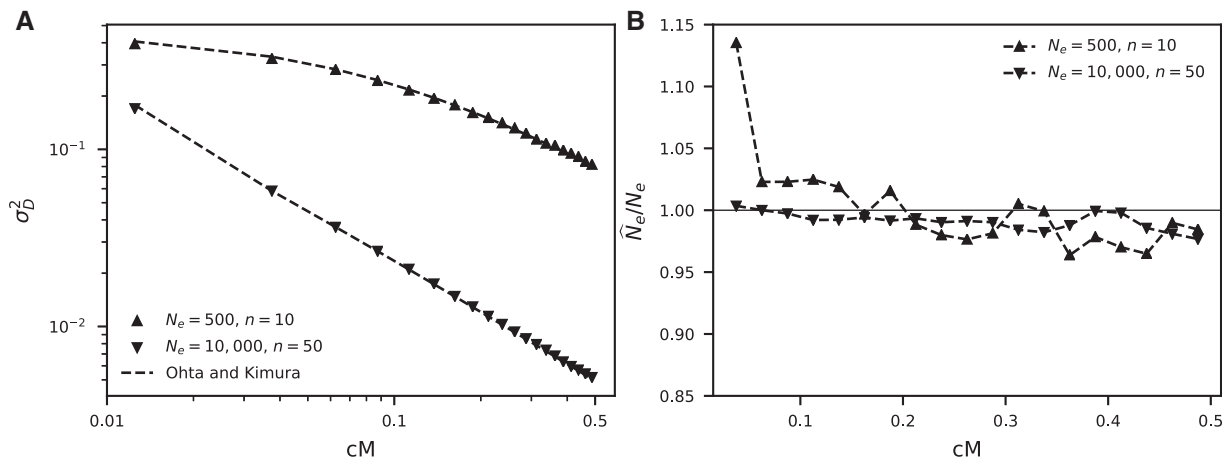 A
σ²_D
10⁻¹
10⁻²
N_e = 500, n = 10
N_e = 10,000, n = 50
Ohta and Kimura
0.01
0.1
0.5
cM
B
N̂_e/N_e
1.15
1.10
1.05
1.00
0.95
0.90
0.85
N_e = 500, n = 10
N_e = 10,000, n = 50
0.1
0.2
0.3
0.4
0.5
cM